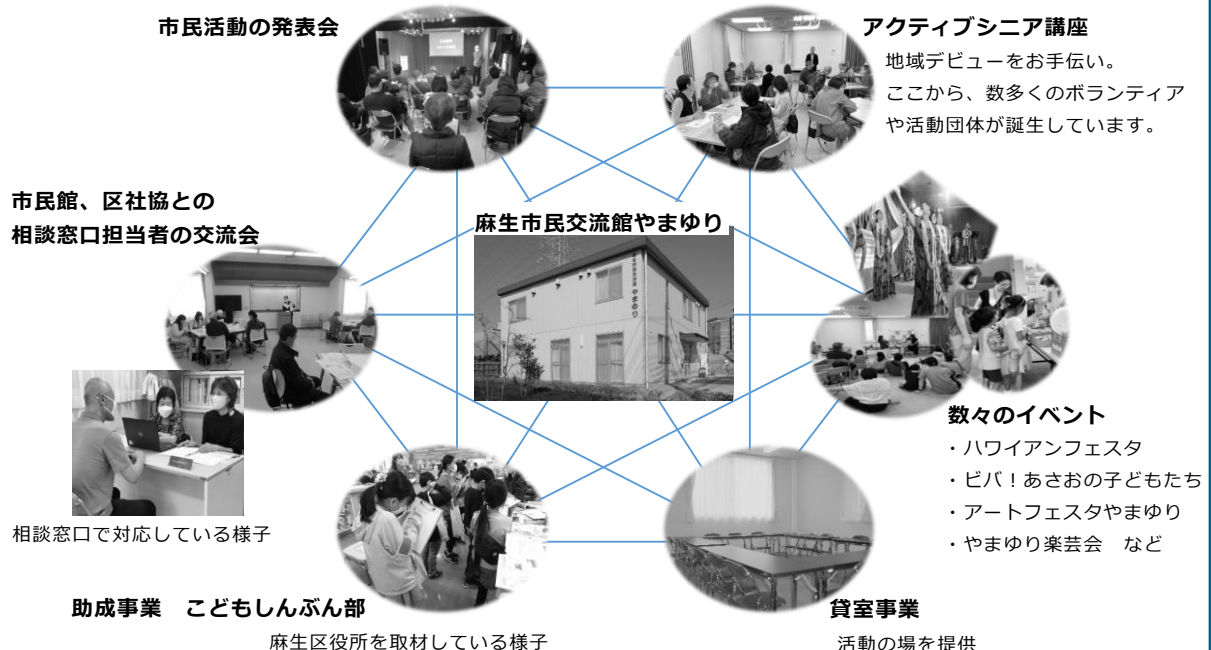 市民活動の発表会
アクティブシニア講座
地域デビューをお手伝い。
ここから、数多くのボランティア
や活動団体が誕生しています。
市民館、区社協との
相談窓口担当者の交流会
麻生市民交流館やまゆり
やまゆり
相談窓口で対応している様子
数々のイベント
・ハワイアンフェスタ
・ビバ！あさおの子どもたち
・アートフェスタやまゆり
・やまゆり楽芸会　など
助成事業　こどもしんぶん部
麻生区役所を取材している様子
貸室事業
活動の場を提供